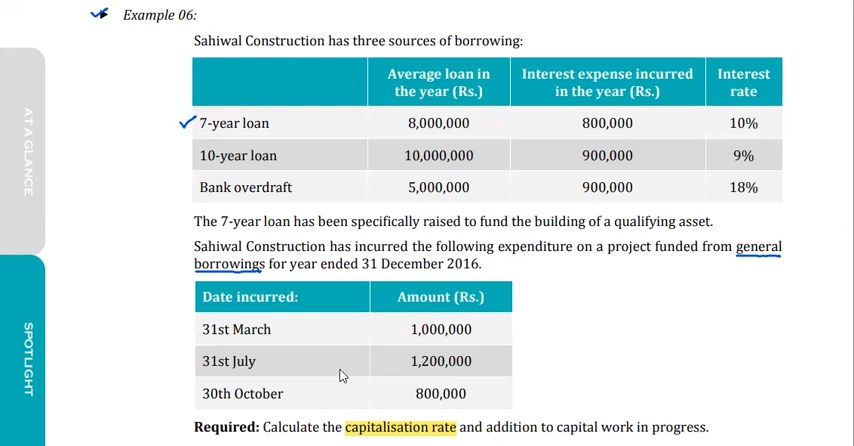 Example 06:
Sahiwal Construction has three sources of borrowing:
Average loan in the year (Rs.) Interest expense incurred in the year (Rs.) Interest rate
7-year loan 8,000,000 800,000 10%
10-year loan 10,000,000 900,000 9%
Bank overdraft 5,000,000 900,000 18%
The 7-year loan has been specifically raised to fund the building of a qualifying asset.
Sahiwal Construction has incurred the following expenditure on a project funded from general
borrowings for year ended 31 December 2016.
Date incurred: Amount (Rs.)
31st March 1,000,000
31st July 1,200,000
30th October 800,000
Required: Calculate the capitalisation rate and addition to capital work in progress.
AT A GLANCE
SPOTLIGHT